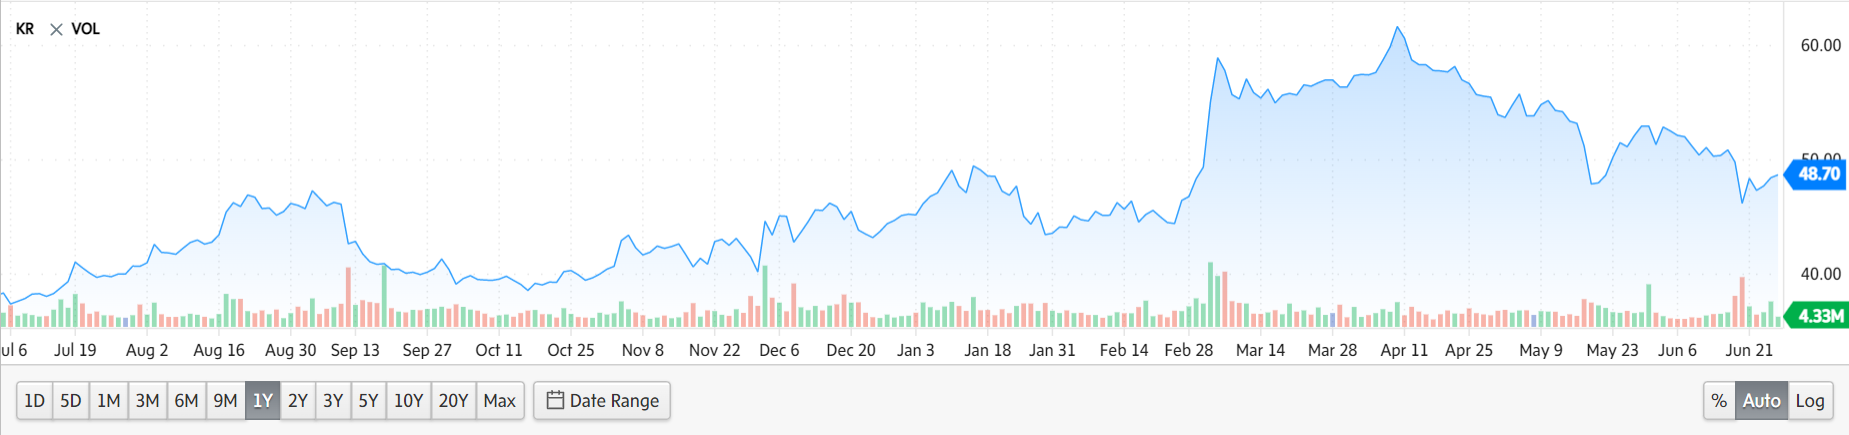 KR VOL
60.00
50.00
48.70
40.00
4.33M
ul 6 Jul 19 Aug 2 Aug 16 Aug 30 Sep 13 Sep 27 Oct 11 Oct 25 Nov 8 Nov 22 Dec 6 Dec 20 Jan 3 Jan 18 Jan 31 Feb 14 Feb 28 Mar 14 Mar 28 Apr 11 Apr 25 May 9 May 23 Jun 6 Jun 21
1D 5D 1M 3M 6M 9M 1Y 2Y 3Y 5Y 10Y 20Y Max Date Range % Auto Log